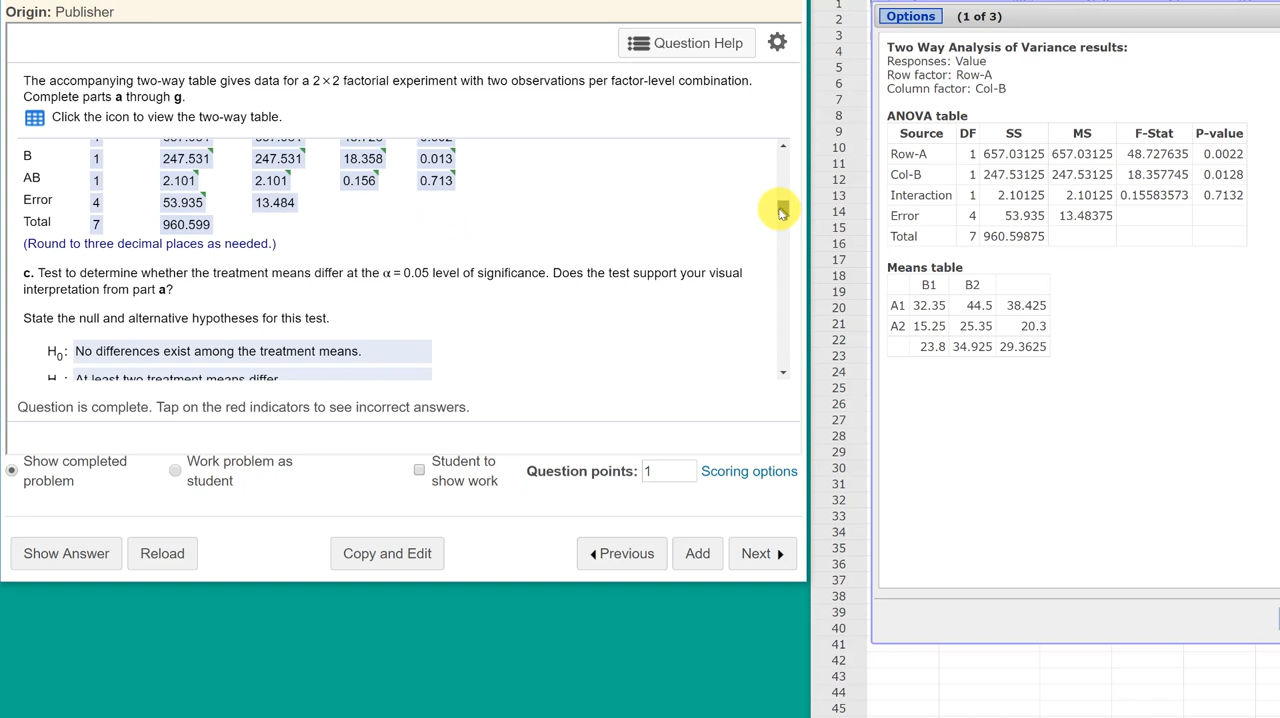 Origin: Publisher
Question Help
The accompanying two-way table gives data for a 2×2 factorial experiment with two observations per factor-level combination.
Complete parts a through g.
Click the icon to view the two-way table.
B 1 247.531 247.531 18.358 0.013
AB 1 2.101 2.101 0.156 0.713
Error 4 53.935 13.484
Total 7 960.599
(Round to three decimal places as needed.)
c. Test to determine whether the treatment means differ at the α = 0.05 level of significance. Does the test support your visual
interpretation from part a?
State the null and alternative hypotheses for this test.
H0: No differences exist among the treatment means.
At least two treatment means differ
Question is complete. Tap on the red indicators to see incorrect answers.
Show completed problem
Work problem as student
Student to show work
Question points: 1
Scoring options
Show Answer
Reload
Copy and Edit
Previous
Add
Next
1
2
3
4
5
6
7
8
9
10
11
12
13
14
15
16
17
18
19
20
21
22
23
24
25
26
27
28
29
30
31
32
33
34
35
36
37
38
39
40
41
42
43
44
45
Options (1 of 3)
Two Way Analysis of Variance results:
Responses: Value
Row factor: Row-A
Column factor: Col-B
ANOVA table
Source DF SS MS F-Stat P-value
Row-A 1 657.03125 657.03125 48.727635 0.0022
Col-B 1 247.53125 247.53125 18.357745 0.0128
Interaction 1 2.10125 2.10125 0.15583573 0.7132
Error 4 53.935 13.48375
Total 7 960.59875
Means table
B1 B2
A1 32.35 44.5 38.425
A2 15.25 25.35 20.3
23.8 34.925 29.3625